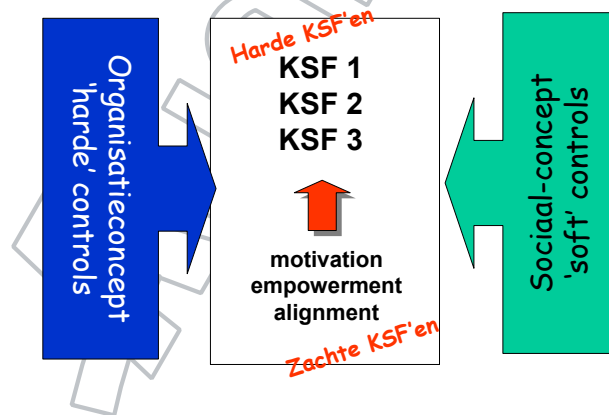 Organisatieconcept
'harde' controls
Harde KSF'en
KSF 1
KSF 2
KSF 3
motivation
empowerment
alignment
Zachte KSF'en
Sociaal-concept
'soft' controls